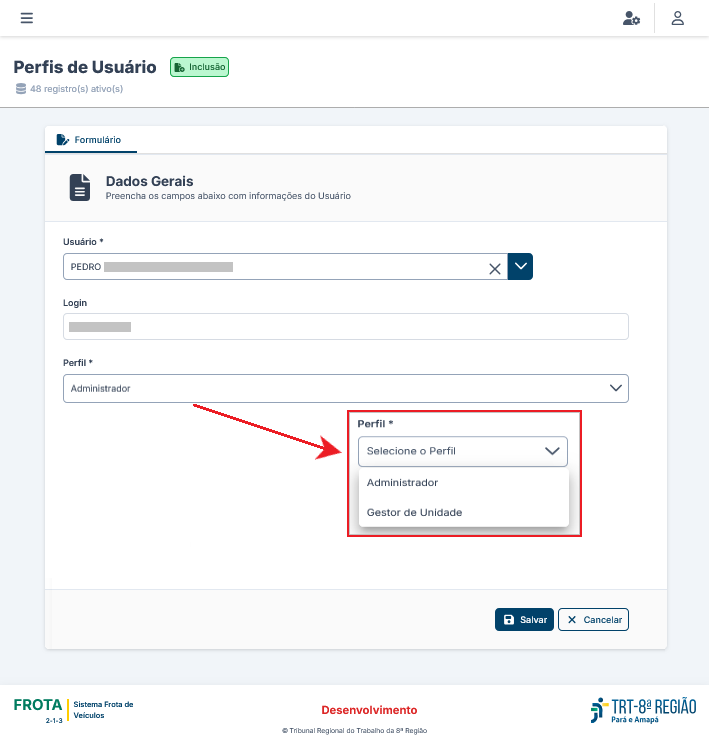 Perfis de Usuário
Inclusão
48 registro(s) ativo(s)
Formulário
Dados Gerais
Preencha os campos abaixo com informações do Usuário
Usuário *
PEDRO
Login
Perfil *
Administrador
Perfil *
Selecione o Perfil
Administrador
Gestor de Unidade
Salvar
Cancelar
FROTA
2-1-3
Sistema Frota de
Veículos
Desenvolvimento
© Tribunal Regional do Trabalho da 8ª Região
TRT-8ª REGIÃO
Pará e Amapá